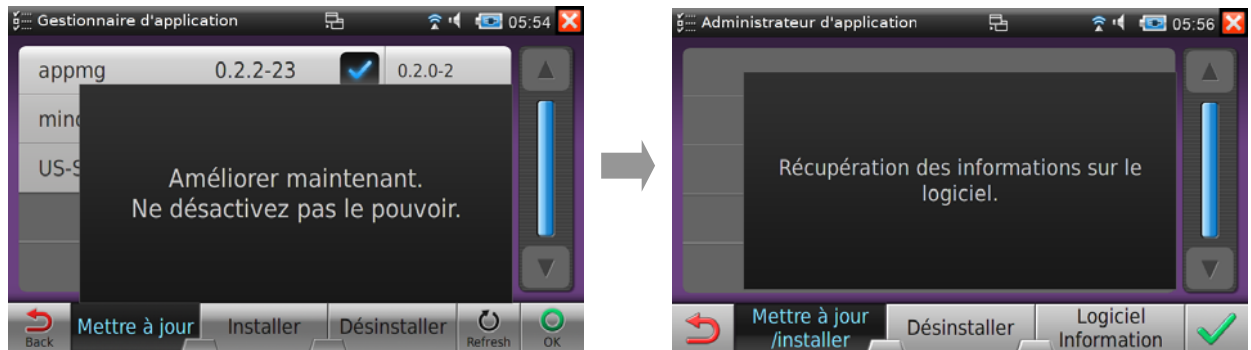 Gestionnaire d'application 05:54
appmg 0.2.2-23 0.2.0-2
US-S
Améliorer maintenant.
Ne désactivez pas le pouvoir.
Back Mettre à jour Installer Désinstaller Refresh OK
Administrateur d'application 05:56
Récupération des informations sur le
logiciel.
Mettre à jour
/installer
Désinstaller
Logiciel
Information